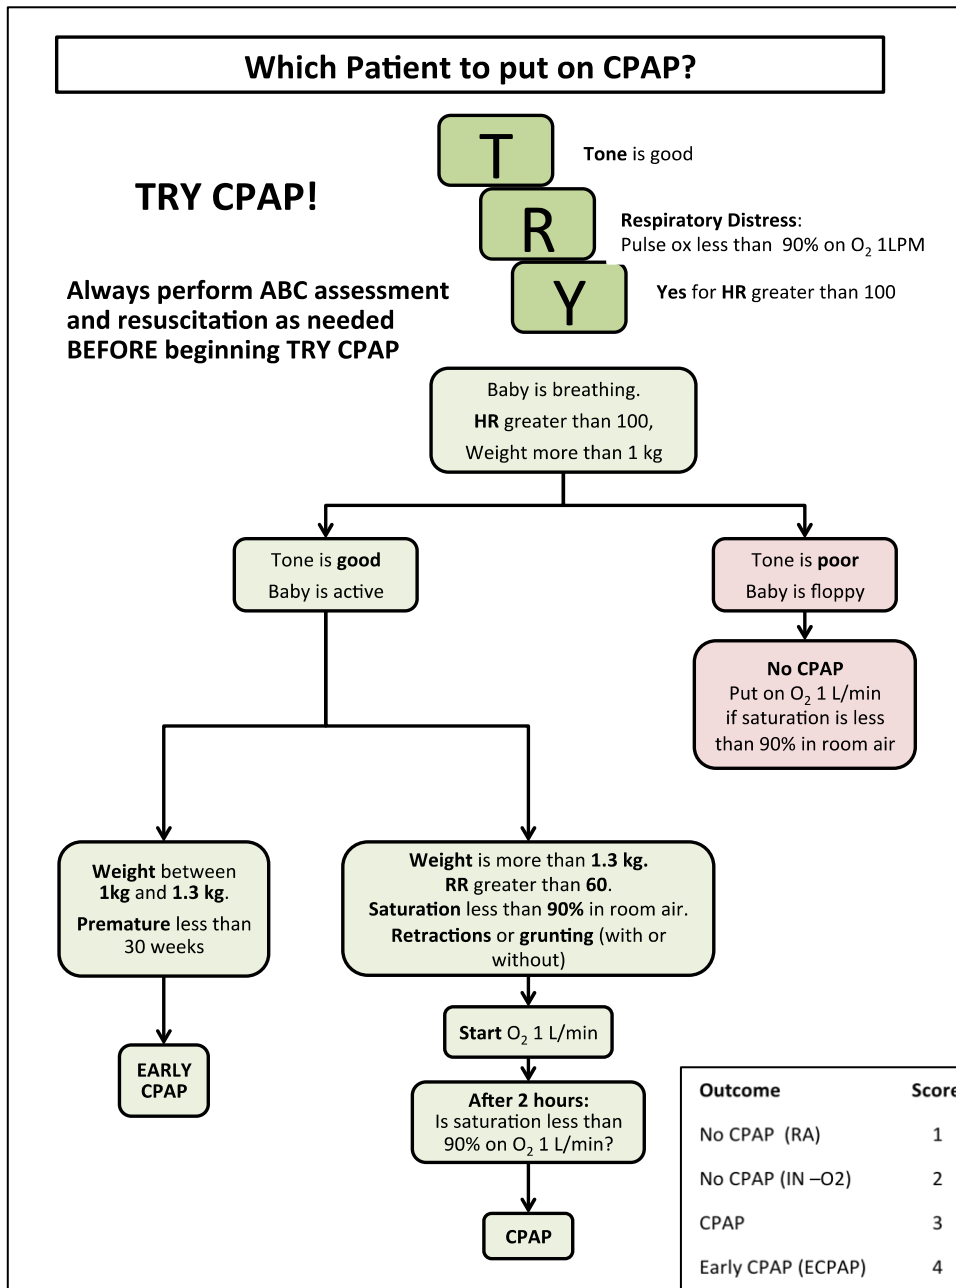 Which Patient to put on CPAP?
T
Tone is good
TRY CPAP!
R
Respiratory Distress:
Pulse ox less than 90% on O₂ 1LPM
Y
Yes for HR greater than 100
Always perform ABC assessment
and resuscitation as needed
BEFORE beginning TRY CPAP
Baby is breathing.
HR greater than 100,
Weight more than 1 kg
Tone is good
Baby is active
Tone is poor
Baby is floppy
No CPAP
Put on O₂ 1 L/min
if saturation is less
than 90% in room air
Weight between
1kg and 1.3 kg.
Premature less than
30 weeks
Weight is more than 1.3 kg.
RR greater than 60.
Saturation less than 90% in room air.
Retractions or grunting (with or
without)
Start O₂ 1 L/min
EARLY
CPAP
After 2 hours:
Is saturation less than
90% on O₂ 1 L/min?
CPAP
Outcome Score
No CPAP (RA) 1
No CPAP (IN –O2) 2
CPAP 3
Early CPAP (ECPAP) 4